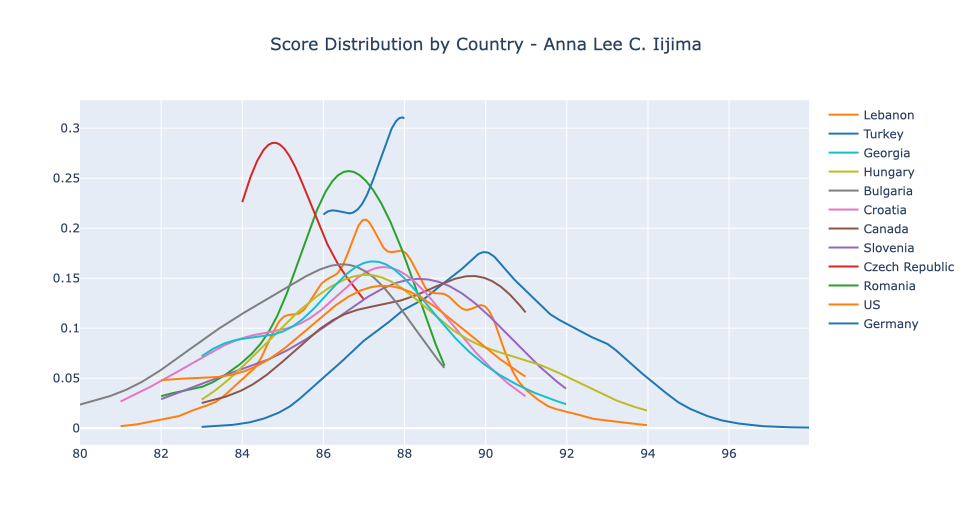 Score Distribution by Country - Anna Lee C. Iijima
0.3
0.25
0.2
0.15
0.1
0.05
0
80 82 84 86 88 90 92 94 96
Lebanon
Turkey
Georgia
Hungary
Bulgaria
Croatia
Canada
Slovenia
Czech Republic
Romania
US
Germany